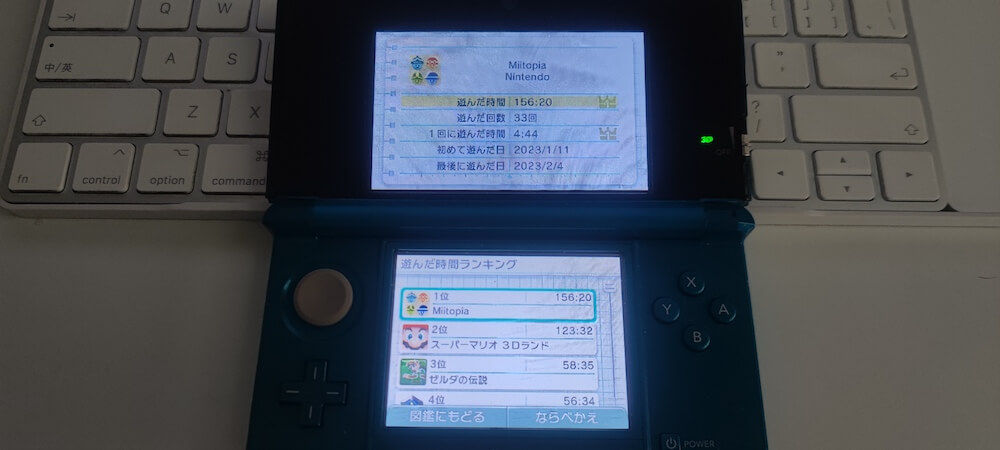 Q
W
中/英
A
S
Z
X
fn
control
option
command
Miitopia
Nintendo
遊んだ時間 156:20
遊んだ回数 33回
1回に遊んだ時間 4:44
初めて遊んだ日 2023/1/11
最後に遊んだ日 2023/2/4
3D
OFF
遊んだ時間ランキング
1位 156:20
Miitopia
2位 123:32
スーパーマリオ 3Dランド
3位 58:35
ゼルダの伝説
4位 56:34
図鑑にもどる
ならべかえ
X
Y
A
B
POWER